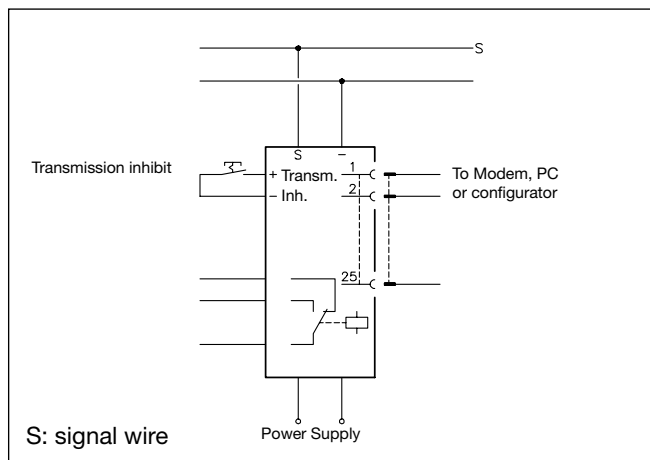 S
S –
Transmission inhibit
+ Transm. 1
– Inh. 2
To Modem, PC
or configurator
25
S: signal wire
Power Supply